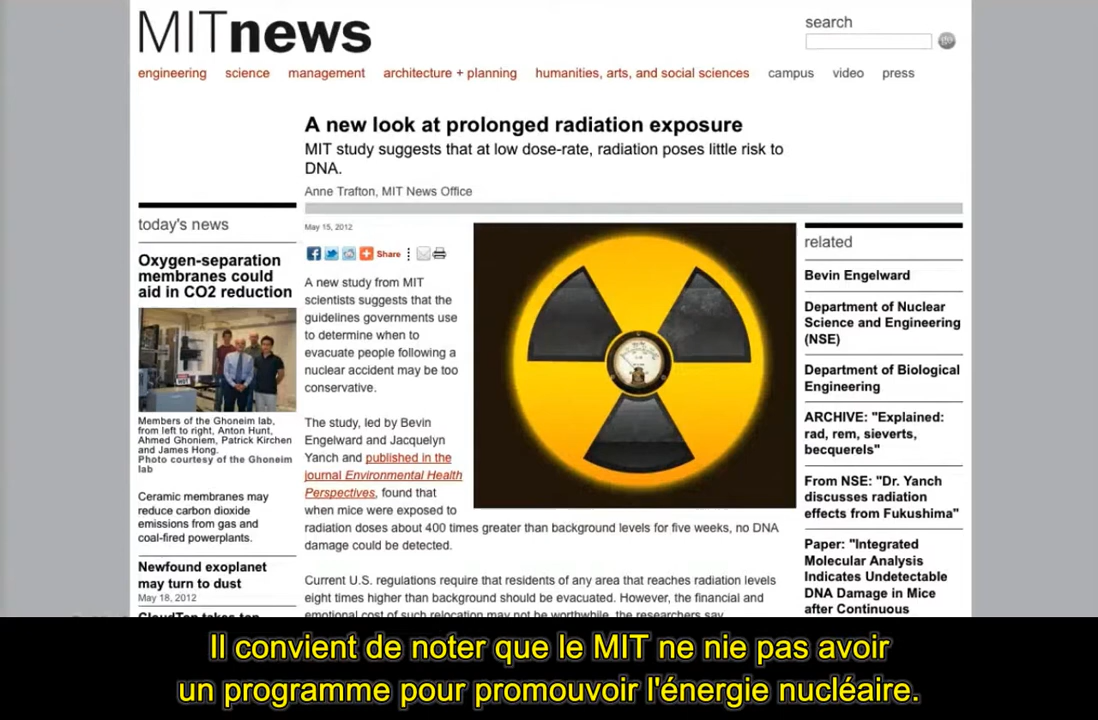 MITnews
search
go
engineering science management architecture + planning humanities, arts, and social sciences campus video press
A new look at prolonged radiation exposure
MIT study suggests that at low dose-rate, radiation poses little risk to
DNA.
Anne Trafton, MIT News Office
today's news
Oxygen-separation
membranes could
aid in CO2 reduction
Members of the Ghoneim lab,
from left to right, Anton Hunt,
Ahmed Ghoniem, Patrick Kirchen
and James Hong.
Photo courtesy of the Ghoneim
lab
Ceramic membranes may
reduce carbon dioxide
emissions from gas and
coal-fired powerplants.
Newfound exoplanet
may turn to dust
May 18, 2012
May 15, 2012
Share
A new study from MIT
scientists suggests that the
guidelines governments use
to determine when to
evacuate people following a
nuclear accident may be too
conservative.
The study, led by Bevin
Engelward and Jacquelyn
Yanch and published in the
journal Environmental Health
Perspectives, found that
when mice were exposed to
radiation doses about 400 times greater than background levels for five weeks, no DNA
damage could be detected.
Current U.S. regulations require that residents of any area that reaches radiation levels
eight times higher than background should be evacuated. However, the financial and
emotional cost of such relocation may not be worthwhile, the researchers say.
related
Bevin Engelward
Department of Nuclear
Science and Engineering
(NSE)
Department of Biological
Engineering
ARCHIVE: "Explained:
rad, rem, sieverts,
becquerels"
From NSE: "Dr. Yanch
discusses radiation
effects from Fukushima"
Paper: "Integrated
Molecular Analysis
Indicates Undetectable
DNA Damage in Mice
after Continuous
Il convient de noter que le MIT ne nie pas avoir
un programme pour promouvoir l'énergie nucléaire.